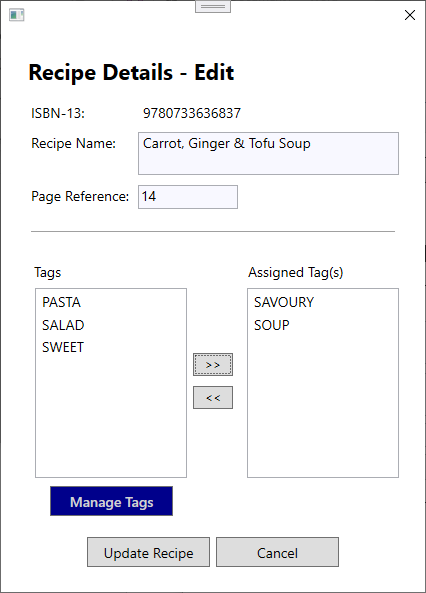 Recipe Details - Edit
ISBN-13: 9780733636837
Recipe Name: Carrot, Ginger & Tofu Soup
Page Reference: 14
Tags Assigned Tag(s)
PASTA SAVOURY
SALAD SOUP
SWEET
>>
<<
Manage Tags
Update Recipe Cancel